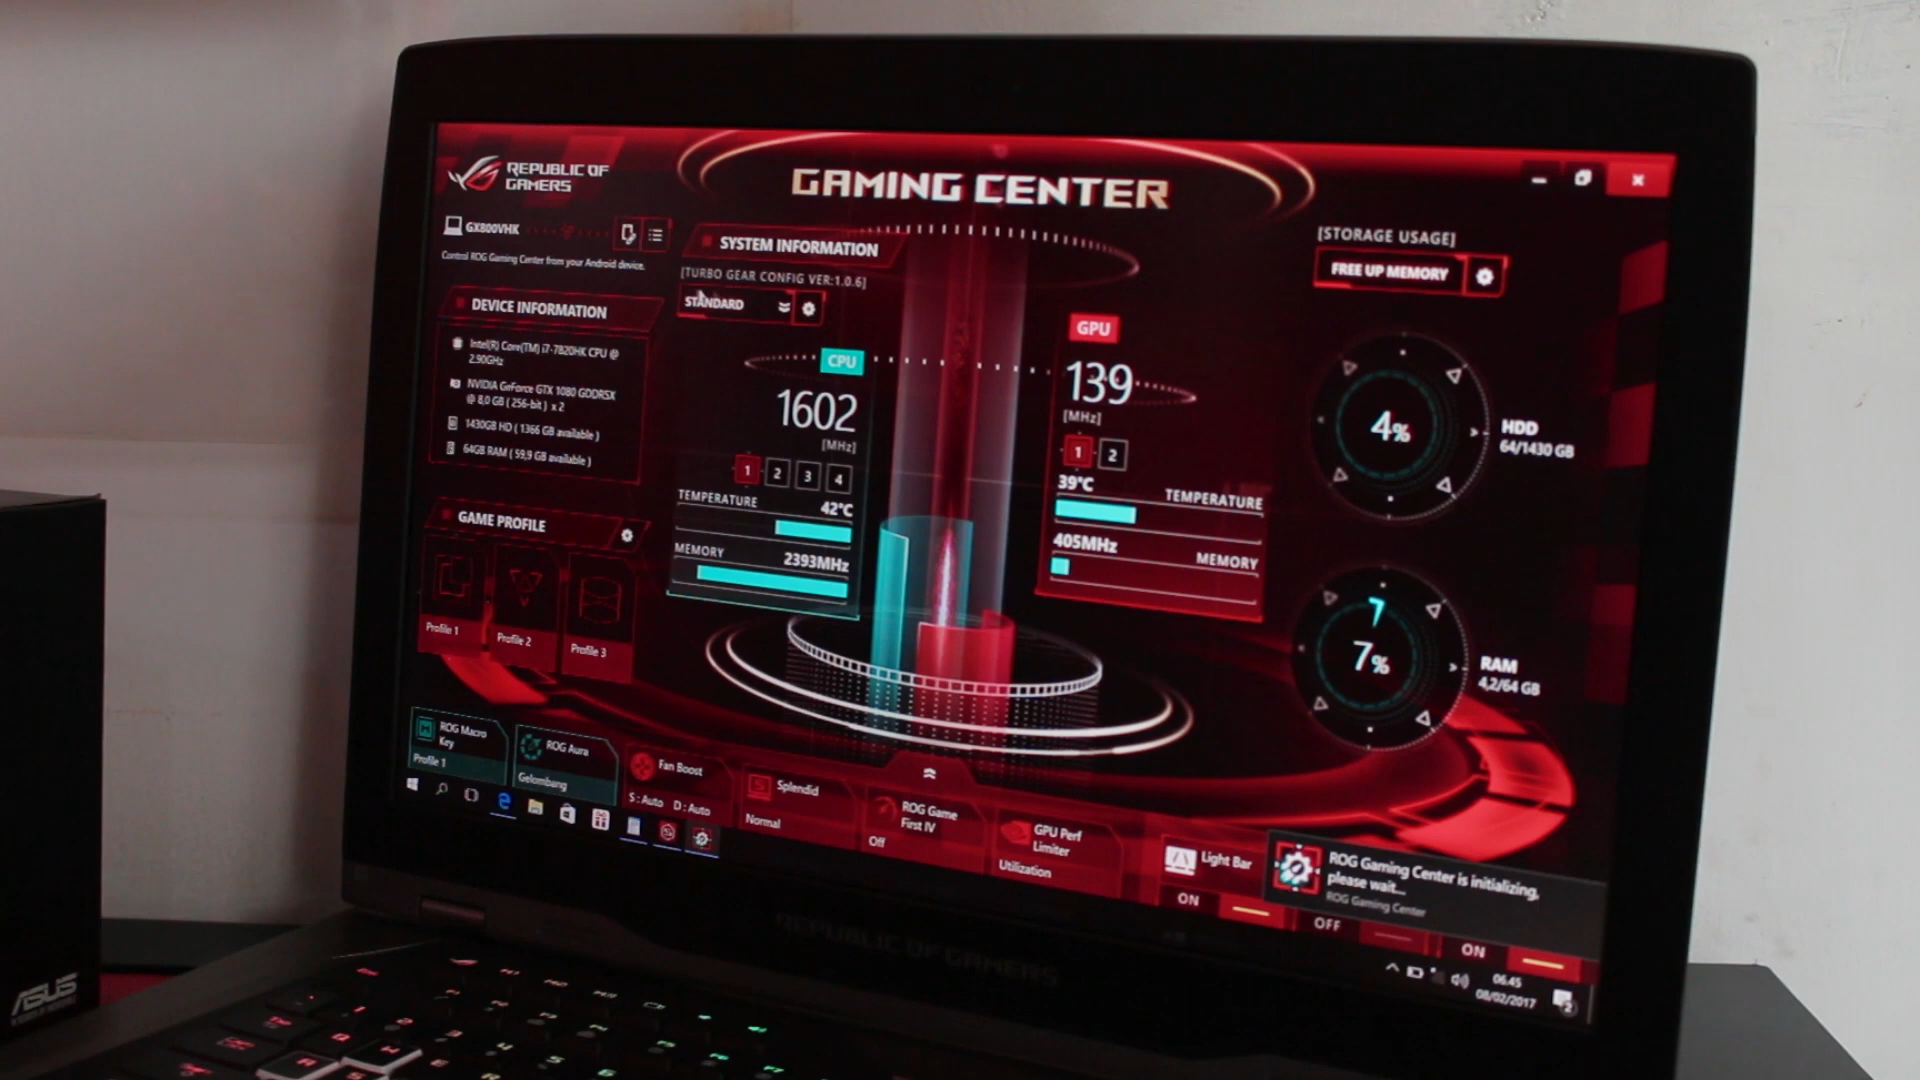 REPUBLIC OF
GAMERS
GAMING CENTER
GX800VHK
Control ROG Gaming Center from your Android device.
SYSTEM INFORMATION
[TURBO GEAR CONFIG VER:1.0.6]
STANDARD
[STORAGE USAGE]
FREE UP MEMORY
DEVICE INFORMATION
Intel(R) Core(TM) i7-7820HK CPU @
2.90GHz
NVIDIA GeForce GTX 1080 GDDR5X
@ 8,0 GB ( 256-bit ) x 2
1430GB HD ( 1366 GB available )
64GB RAM ( 59,9 GB available )
CPU
1602
[MHz]
1 2 3 4
TEMPERATURE
42°C
MEMORY
2393MHz
GPU
139
[MHz]
1 2
39°C
TEMPERATURE
405MHz
MEMORY
4%
HDD
64/1430 GB
7%
RAM
4,2/64 GB
GAME PROFILE
Profile 1
Profile 2
Profile 3
ROG Macro
Key
Profile 1
ROG Aura
Gelombang
Fan Boost
S : Auto D : Auto
Splendid
Normal
ROG Game
First IV
Off
GPU Perf
Limiter
Utilization
Light Bar
ON
OFF
ON
ROG Gaming Center is initializing,
please wait...
ROG Gaming Center
06.45
08/02/2017
REPUBLIC OF GAMERS
ASUS